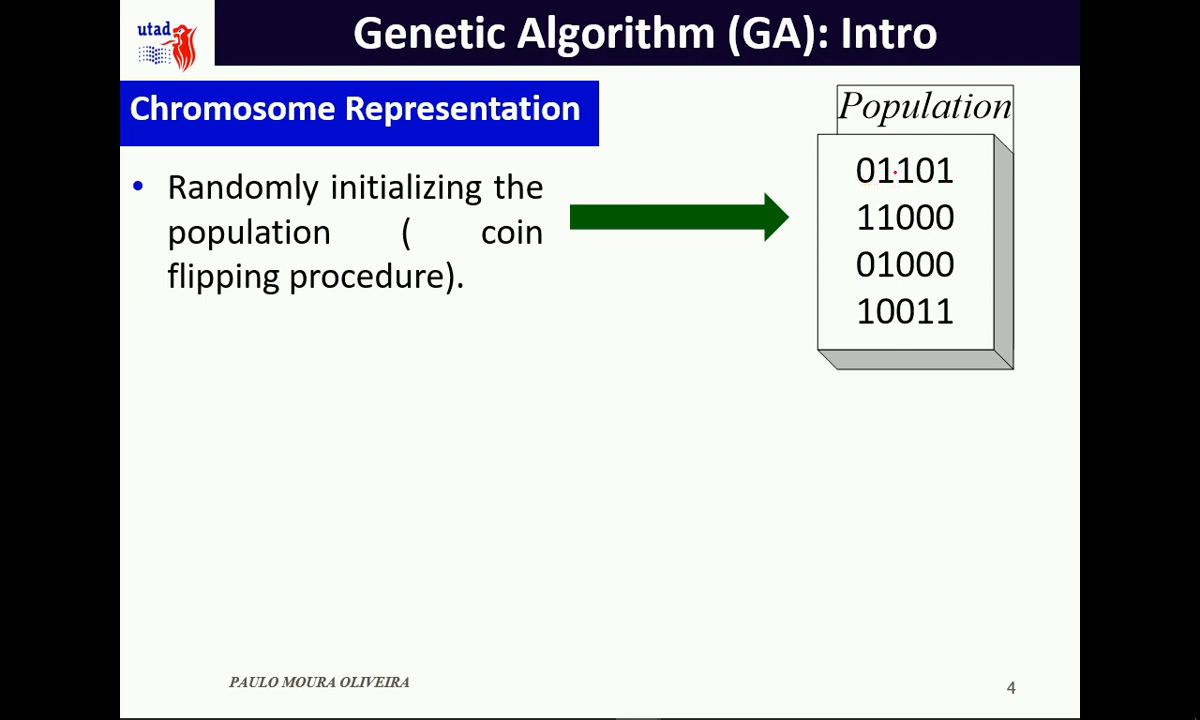 utad
Genetic Algorithm (GA): Intro
Chromosome Representation
Population
• Randomly initializing the
population ( coin
flipping procedure).
01101
11000
01000
10011
PAULO MOURA OLIVEIRA
4